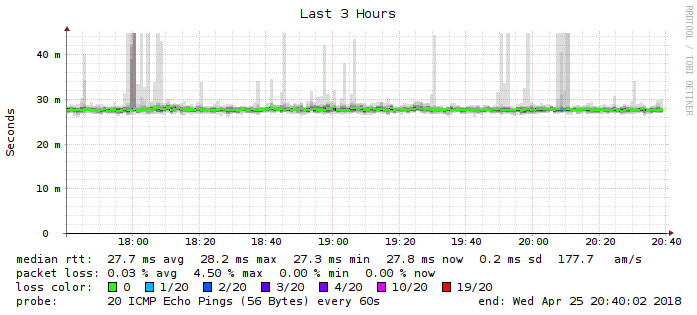 Last 3 Hours
RRDTOOL / TOBI OETIKER
Seconds
40 m
30 m
20 m
10 m
0
18:00 18:20 18:40 19:00 19:20 19:40 20:00 20:20 20:40
median rtt: 27.7 ms avg 28.2 ms max 27.3 ms min 27.8 ms now 0.2 ms sd 177.7 am/s
packet loss: 0.03 % avg 4.50 % max 0.00 % min 0.00 % now
loss color: 0 1/20 2/20 3/20 4/20 10/20 19/20
probe: 20 ICMP Echo Pings (56 Bytes) every 60s end: Wed Apr 25 20:40:02 2018